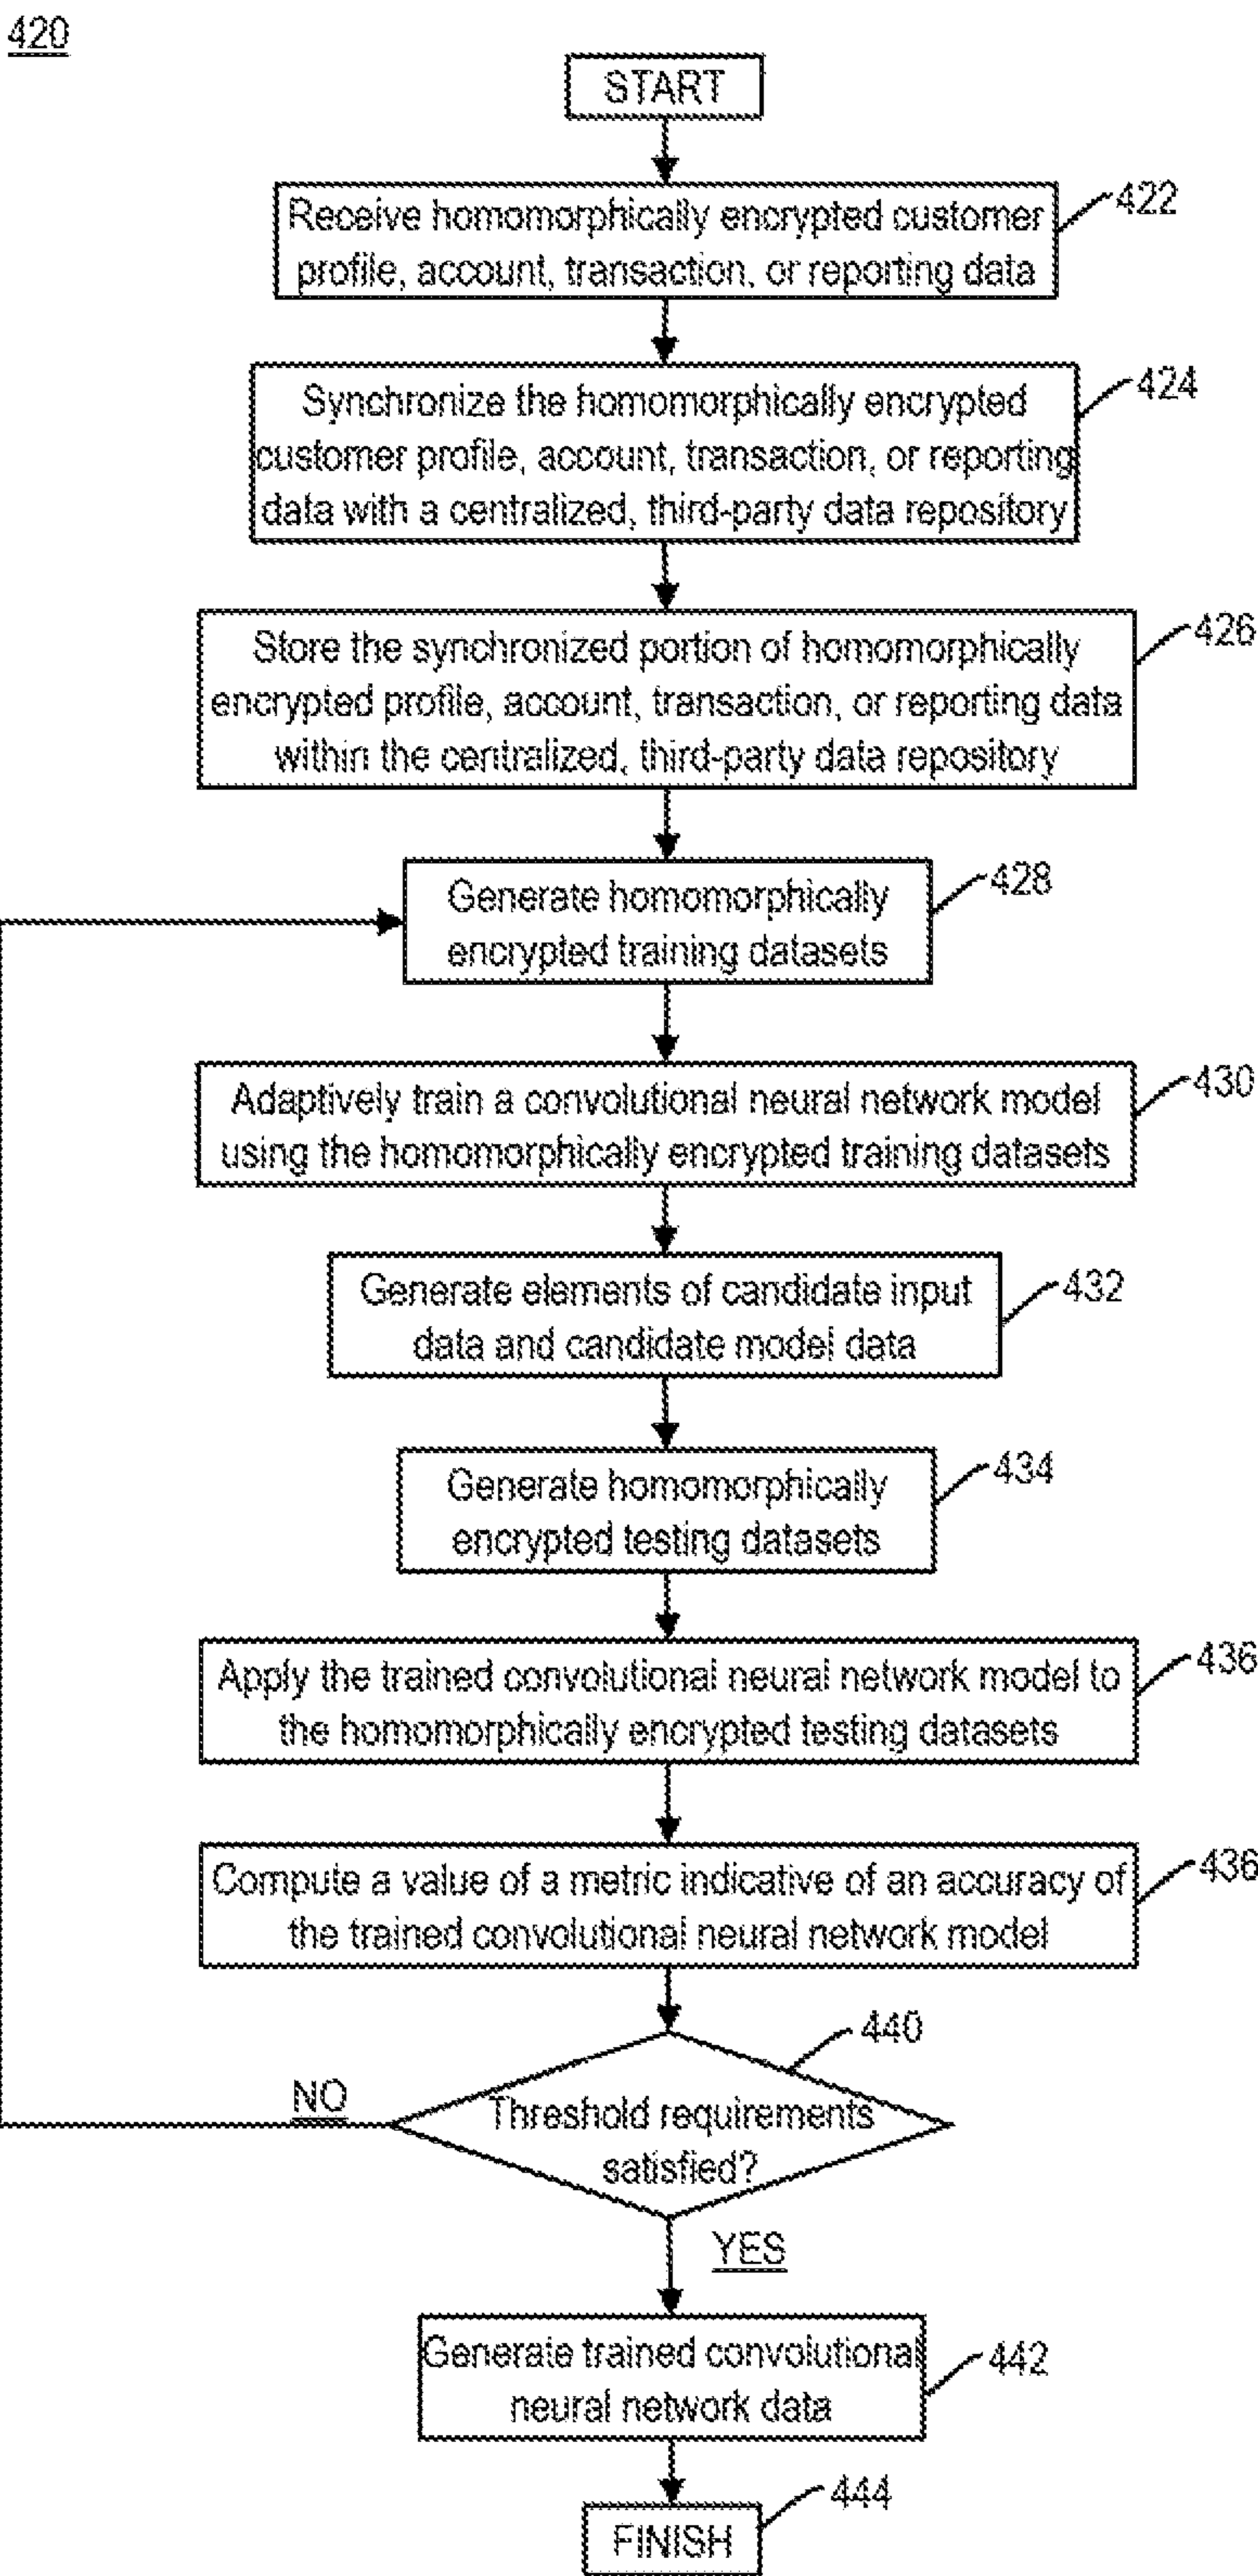 420
START
Receive homomorphically encrypted customer
profile, account, transaction, or reporting data
422
Synchronize the homomorphically encrypted
customer profile, account, transaction, or reporting
data with a centralized, third-party data repository
424
Store the synchronized portion of homomorphically
encrypted profile, account, transaction, or reporting data
within the centralized, third-party data repository
426
Generate homomorphically
encrypted training datasets
428
Adaptively train a convolutional neural network model
using the homomorphically encrypted training datasets
430
Generate elements of candidate input
data and candidate model data
432
Generate homomorphically
encrypted testing datasets
434
Apply the trained convolutional neural network model to
the homomorphically encrypted testing datasets
436
Compute a value of a metric indicative of an accuracy of
the trained convolutional neural network model
436
440
Threshold requirements
satisfied?
NO
YES
Generate trained convolutional
neural network data
442
FINISH
444